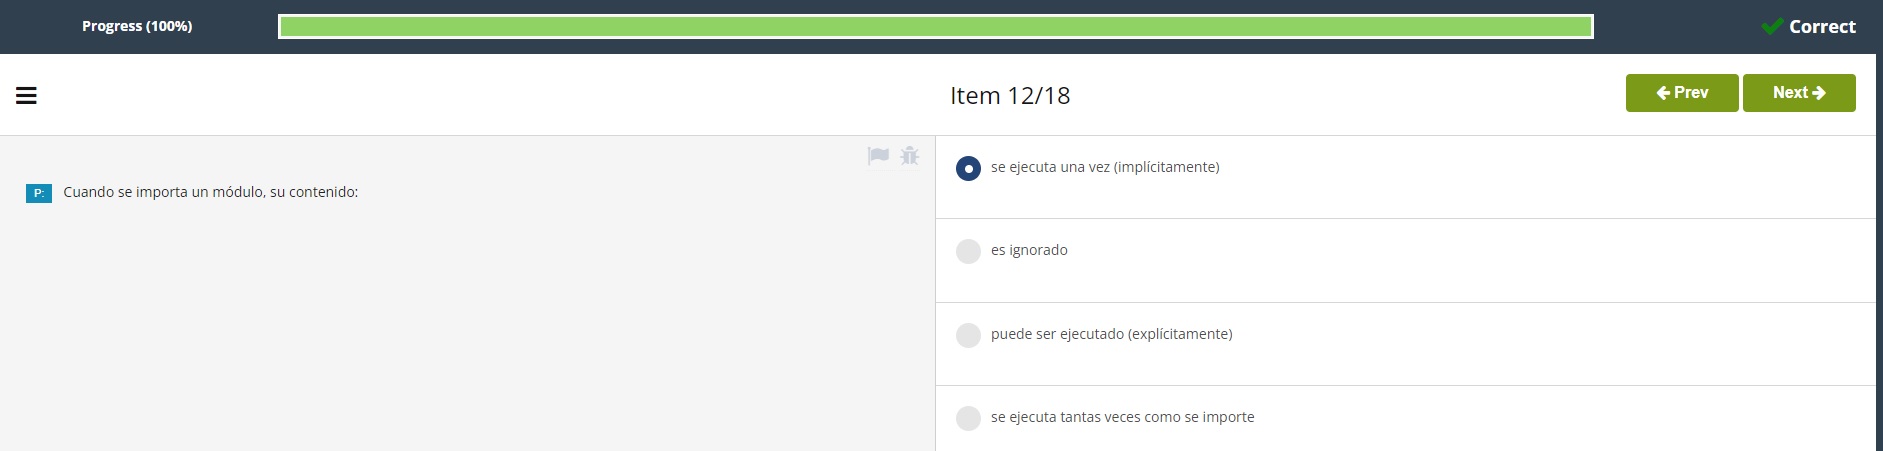 Progress (100%)
Correct
Item 12/18
Prev
Next
P:
Cuando se importa un módulo, su contenido:
se ejecuta una vez (implícitamente)
es ignorado
puede ser ejecutado (explícitamente)
se ejecuta tantas veces como se importe